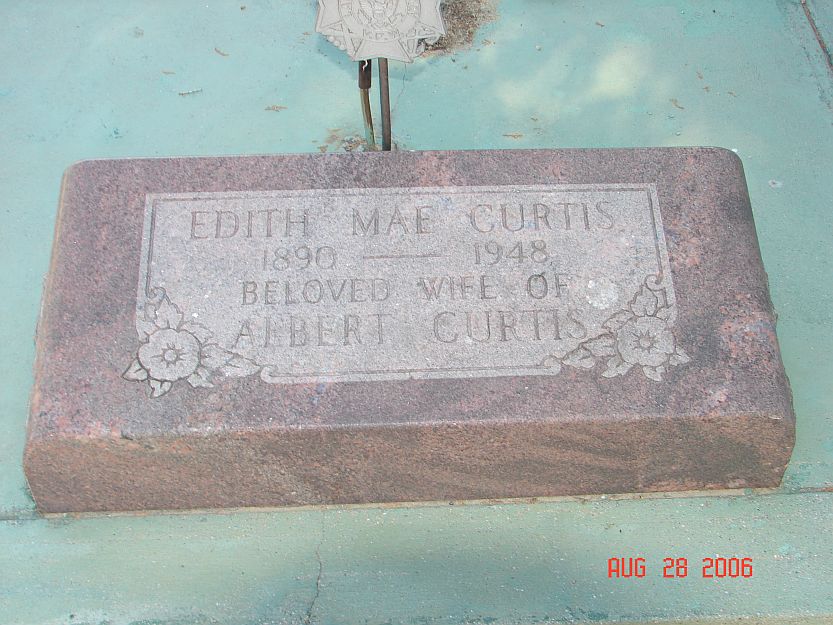 EDITH MAE CURTIS
1890 — 1948
BELOVED WIFE OF
ALBERT CURTIS
AUG 28 2006